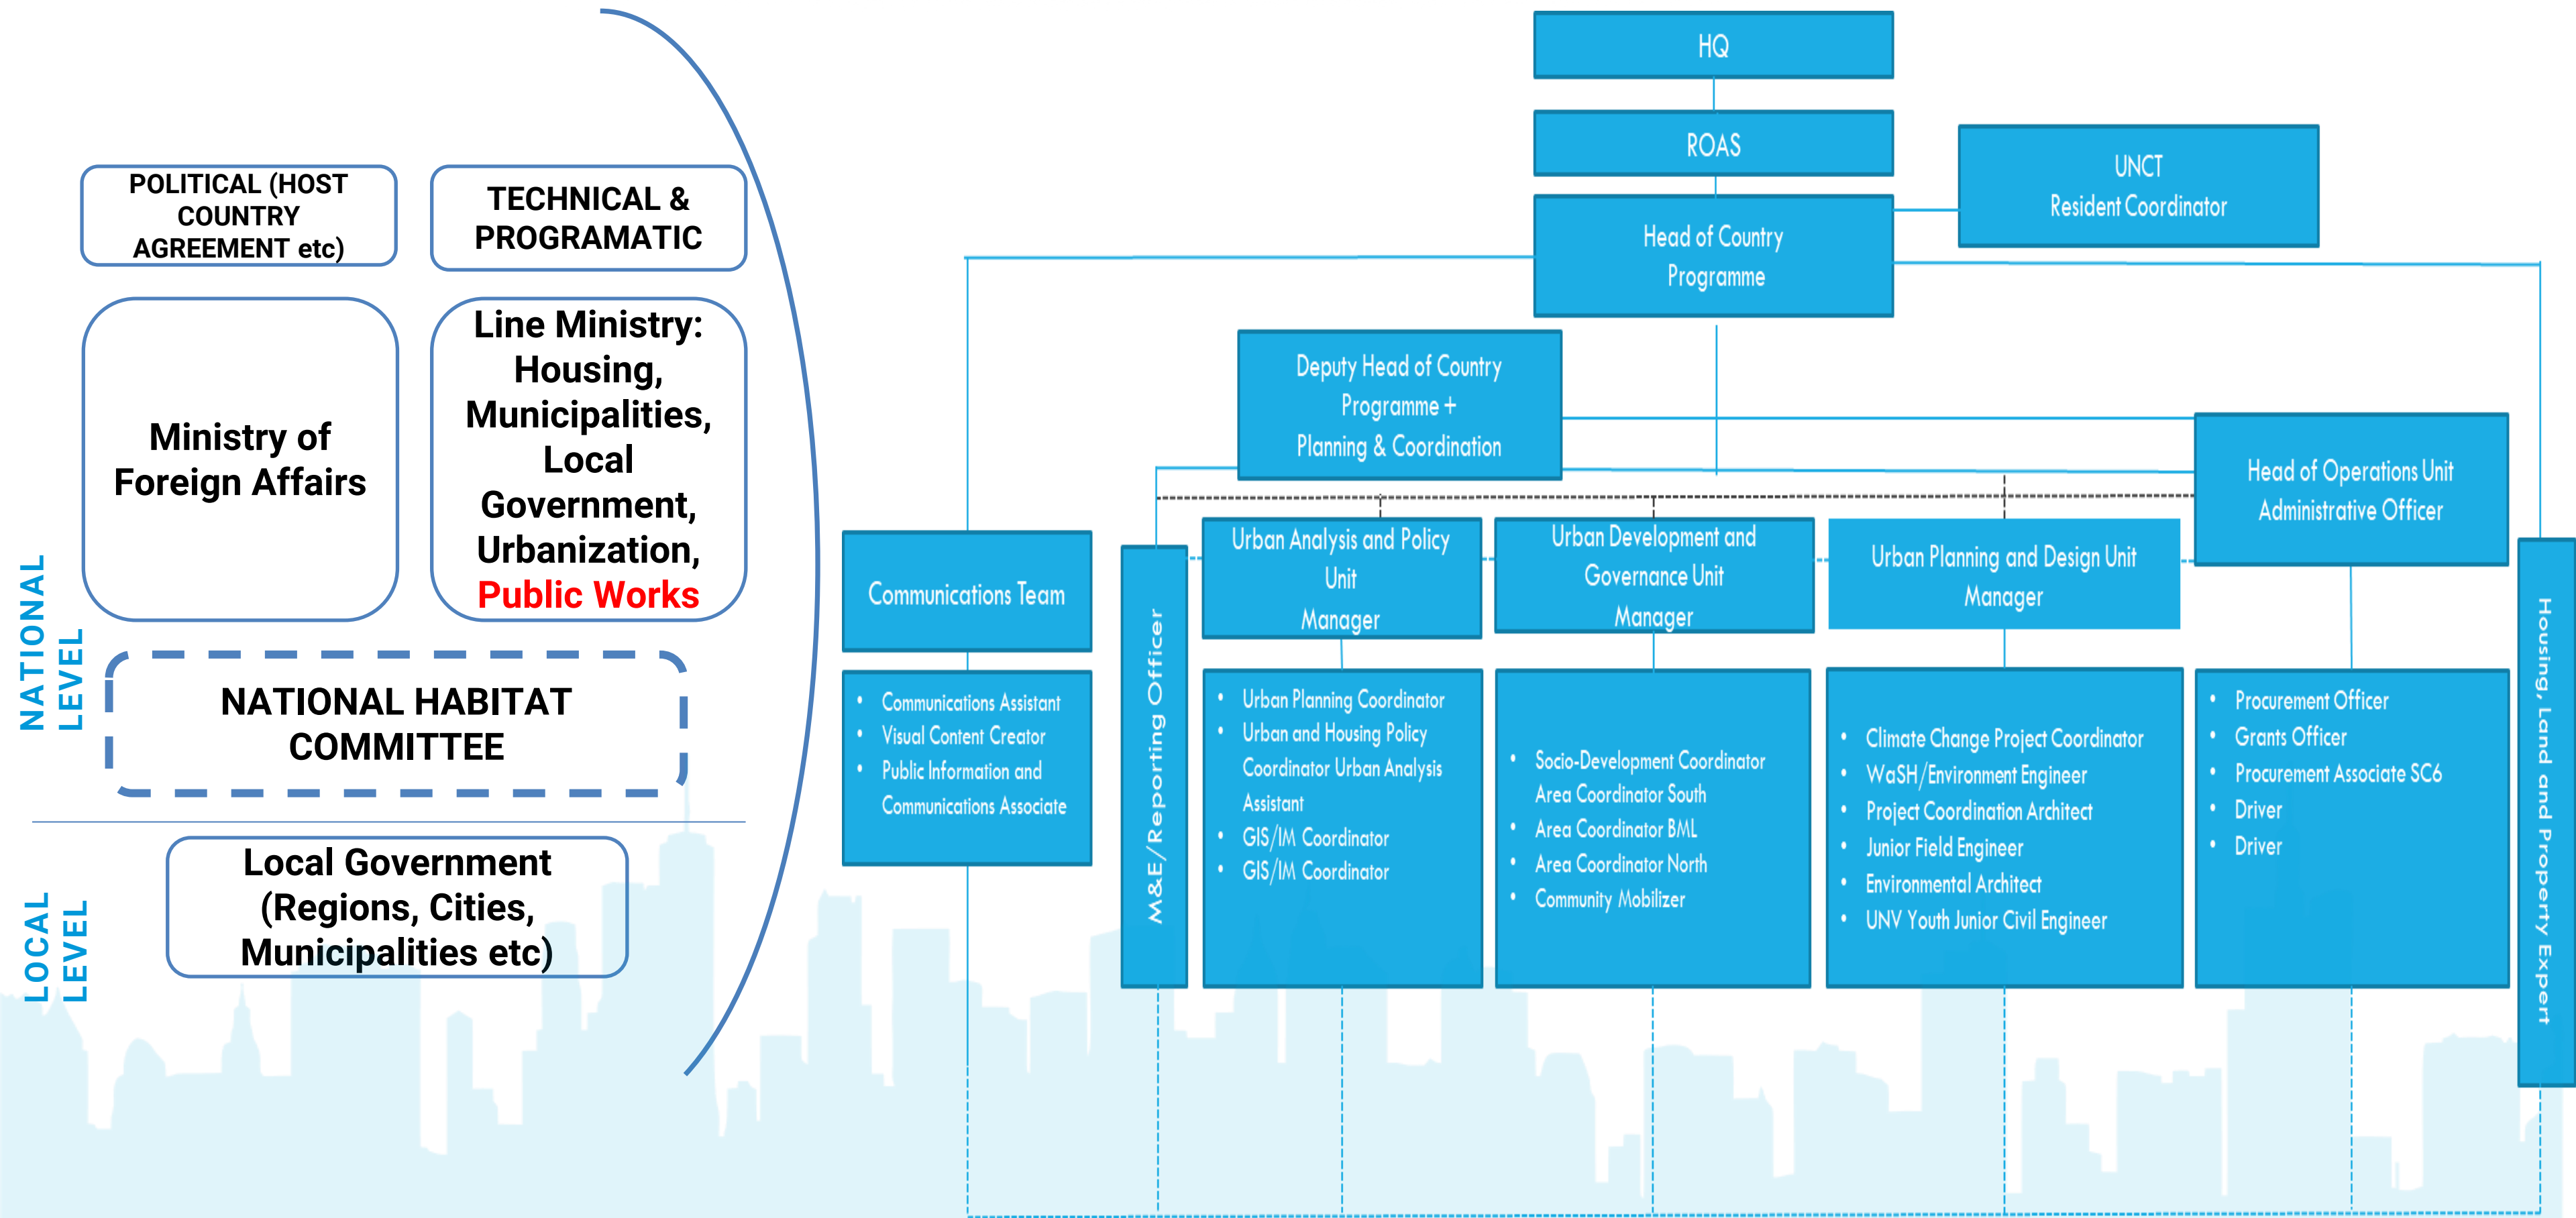 POLITICAL (HOST
COUNTRY
AGREEMENT etc)
TECHNICAL &
PROGRAMATIC
Ministry of
Foreign Affairs
Line Ministry:
Housing,
Municipalities,
Local
Government,
Urbanization,
Public Works
NATIONAL
LEVEL
NATIONAL HABITAT
COMMITTEE
LOCAL
LEVEL
Local Government
(Regions, Cities,
Municipalities etc)
HQ
ROAS
UNCT
Resident Coordinator
Head of Country
Programme
Deputy Head of Country
Programme +
Planning & Coordination
Head of Operations Unit
Administrative Officer
Communications Team
• Communications Assistant
• Visual Content Creator
• Public Information and
Communications Associate
M&E/Reporting Officer
Urban Analysis and Policy
Unit
Manager
• Urban Planning Coordinator
• Urban and Housing Policy
Coordinator Urban Analysis
Assistant
• GIS/IM Coordinator
• GIS/IM Coordinator
Urban Development and
Governance Unit
Manager
• Socio-Development Coordinator
Area Coordinator South
• Area Coordinator BML
• Area Coordinator North
• Community Mobilizer
Urban Planning and Design Unit
Manager
• Climate Change Project Coordinator
• WaSH/Environment Engineer
• Project Coordination Architect
• Junior Field Engineer
• Environmental Architect
• UNV Youth Junior Civil Engineer
• Procurement Officer
• Grants Officer
• Procurement Associate SC6
• Driver
• Driver
Housing, Land and Property Expert